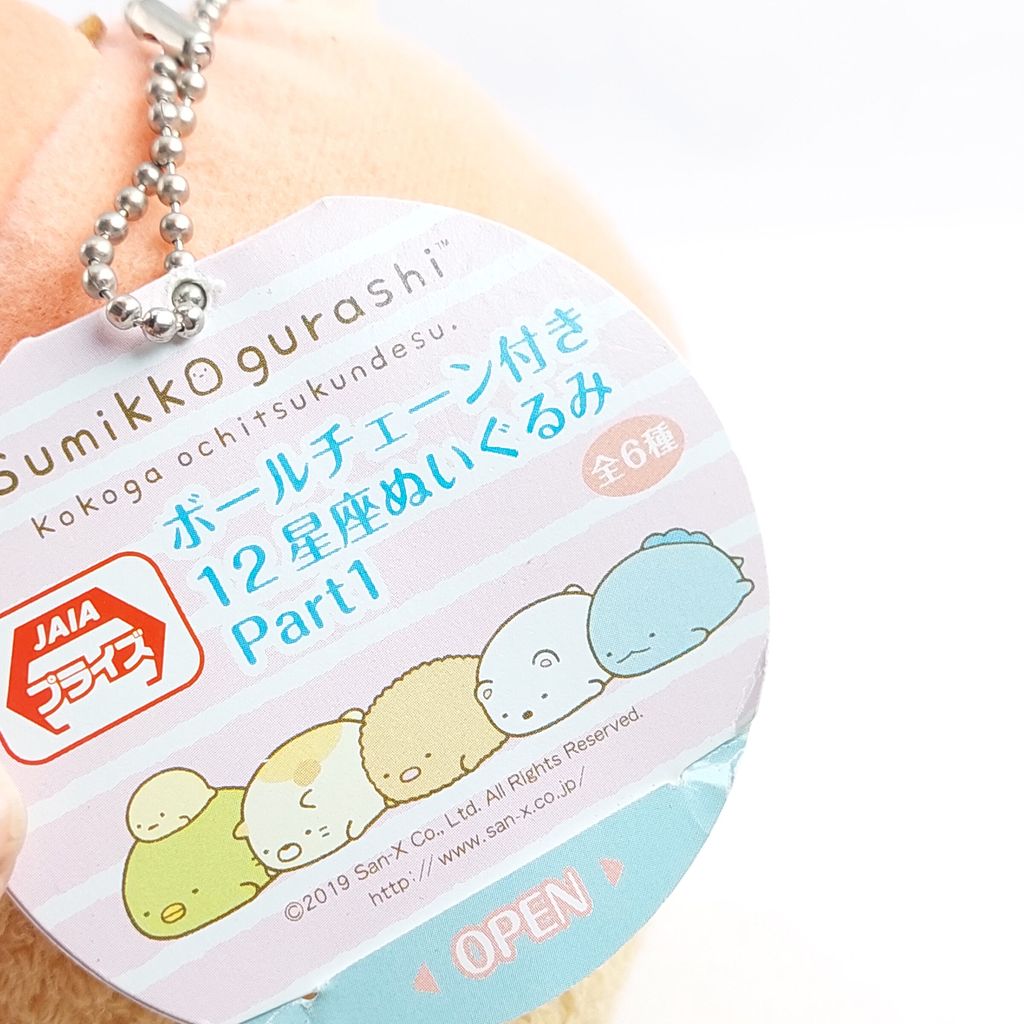 Sumikkogurashi™
kokoga ochitsukundesu.
ボールチェーン付き
12星座ぬいぐるみ
Part1
全6種
JAIA
プライズ
©2019 San-X Co., Ltd. All Rights Reserved.
http://www.san-x.co.jp/
OPEN